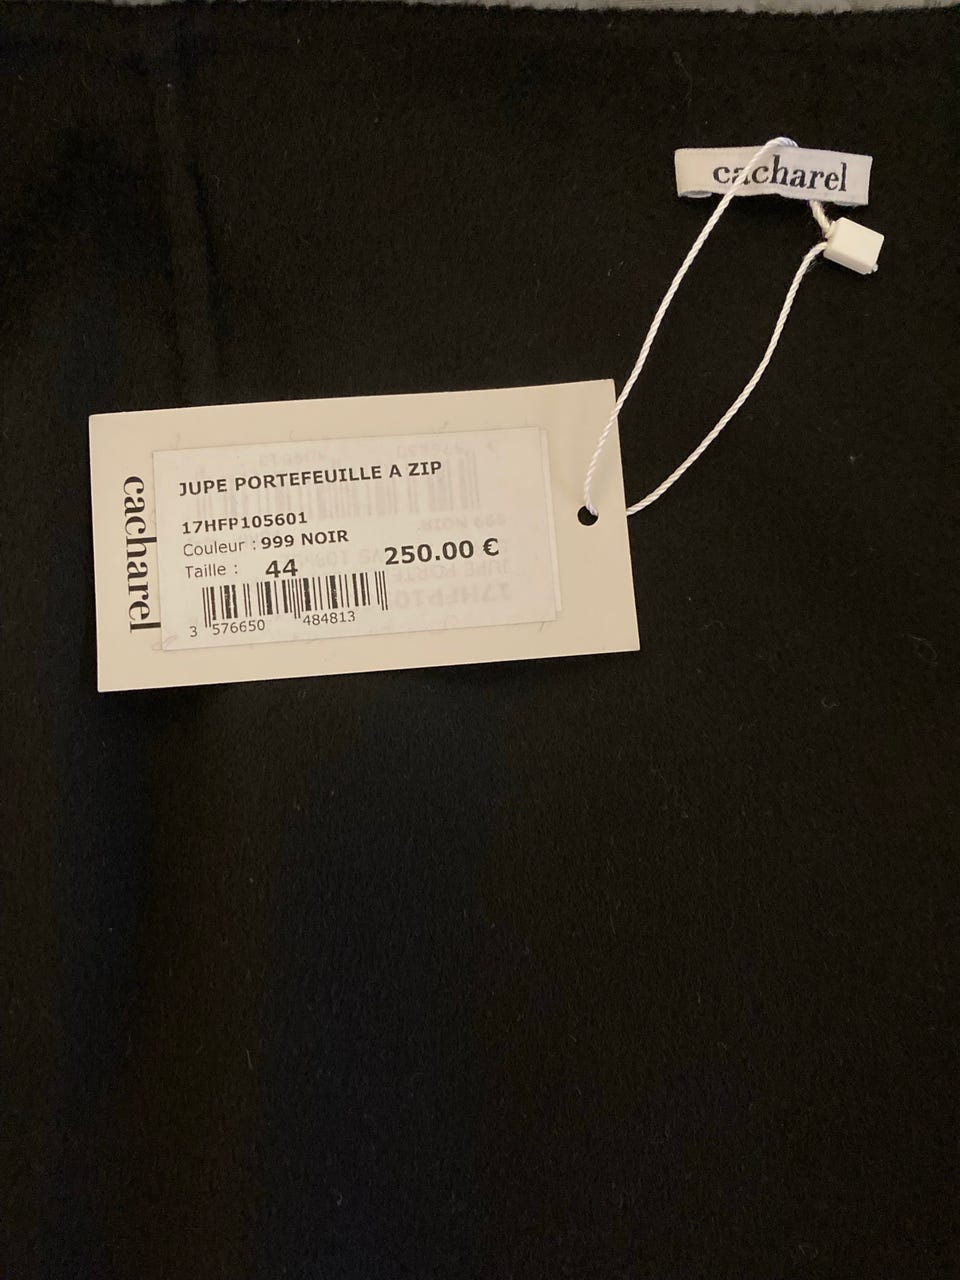 cacharel
cacharel
JUPE PORTEFEUILLE A ZIP
17HFP105601
Couleur : 999 NOIR
Taille : 44 250.00 €
3 576650 484813